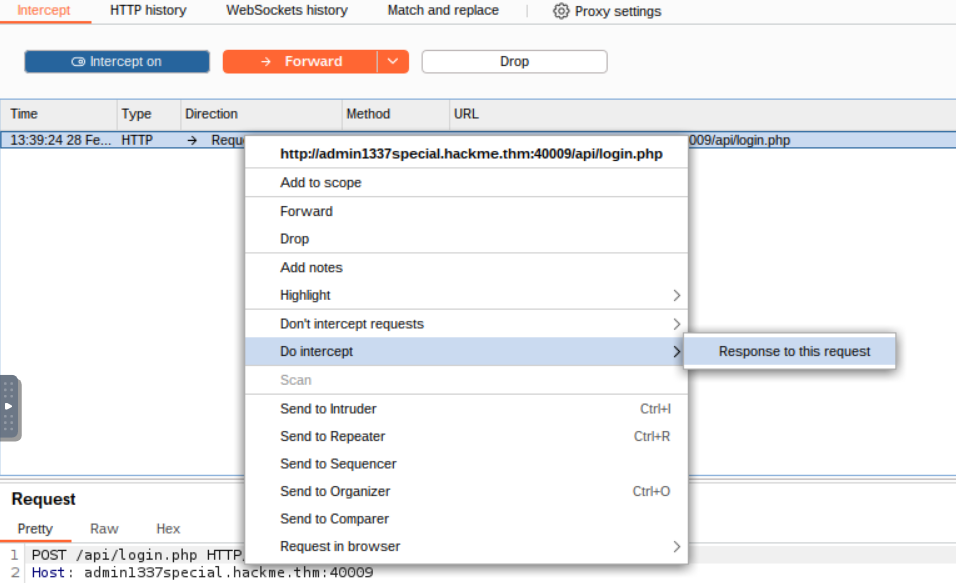 Intercept HTTP history WebSockets history Match and replace Proxy settings
Intercept on Forward Drop
Time Type Direction Method URL
13:39:24 28 Fe... HTTP → Requ 009/api/login.php
http://admin1337special.hackme.thm:40009/api/login.php
Add to scope
Forward
Drop
Add notes
Highlight
Don't intercept requests
Do intercept Response to this request
Scan
Send to Intruder Ctrl+I
Send to Repeater Ctrl+R
Send to Sequencer
Send to Organizer Ctrl+O
Send to Comparer
Request in browser
Request
Pretty Raw Hex
1 POST /api/login.php HTTP
2 Host: admin1337special.hackme.thm:40009